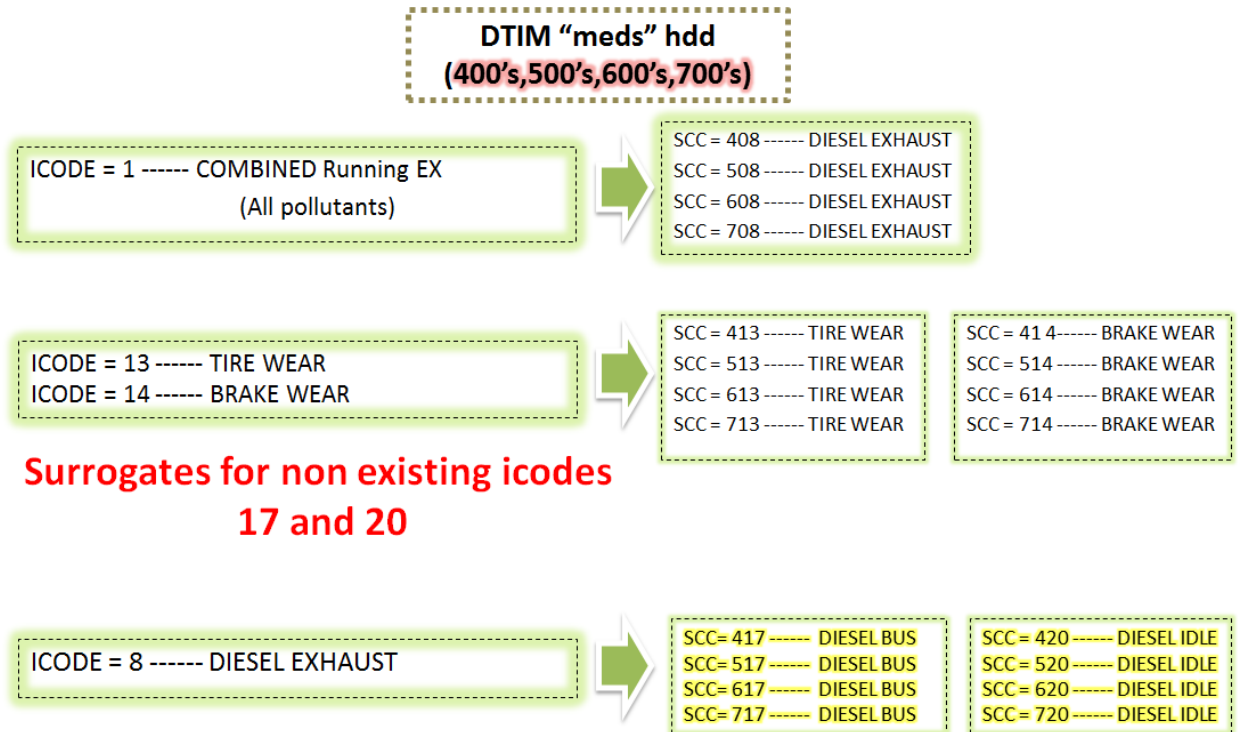 DTIM “meds” hdd
(400’s,500’s,600’s,700’s)
ICODE = 1 ------ COMBINED Running EX
(All pollutants)
SCC = 408 ------ DIESEL EXHAUST
SCC = 508 ------ DIESEL EXHAUST
SCC = 608 ------ DIESEL EXHAUST
SCC = 708 ------ DIESEL EXHAUST
ICODE = 13 ------ TIRE WEAR
ICODE = 14 ------ BRAKE WEAR
SCC = 413 ------ TIRE WEAR
SCC = 513 ------ TIRE WEAR
SCC = 613 ------ TIRE WEAR
SCC = 713 ------ TIRE WEAR
SCC = 41 4------ BRAKE WEAR
SCC = 514 ------ BRAKE WEAR
SCC = 614 ------ BRAKE WEAR
SCC = 714 ------ BRAKE WEAR
Surrogates for non existing icodes
17 and 20
ICODE = 8 ------ DIESEL EXHAUST
SCC= 417 ------ DIESEL BUS
SCC= 517 ------ DIESEL BUS
SCC= 617 ------ DIESEL BUS
SCC= 717 ------ DIESEL BUS
SCC = 420 ------ DIESEL IDLE
SCC = 520 ------ DIESEL IDLE
SCC = 620 ------ DIESEL IDLE
SCC = 720 ------ DIESEL IDLE